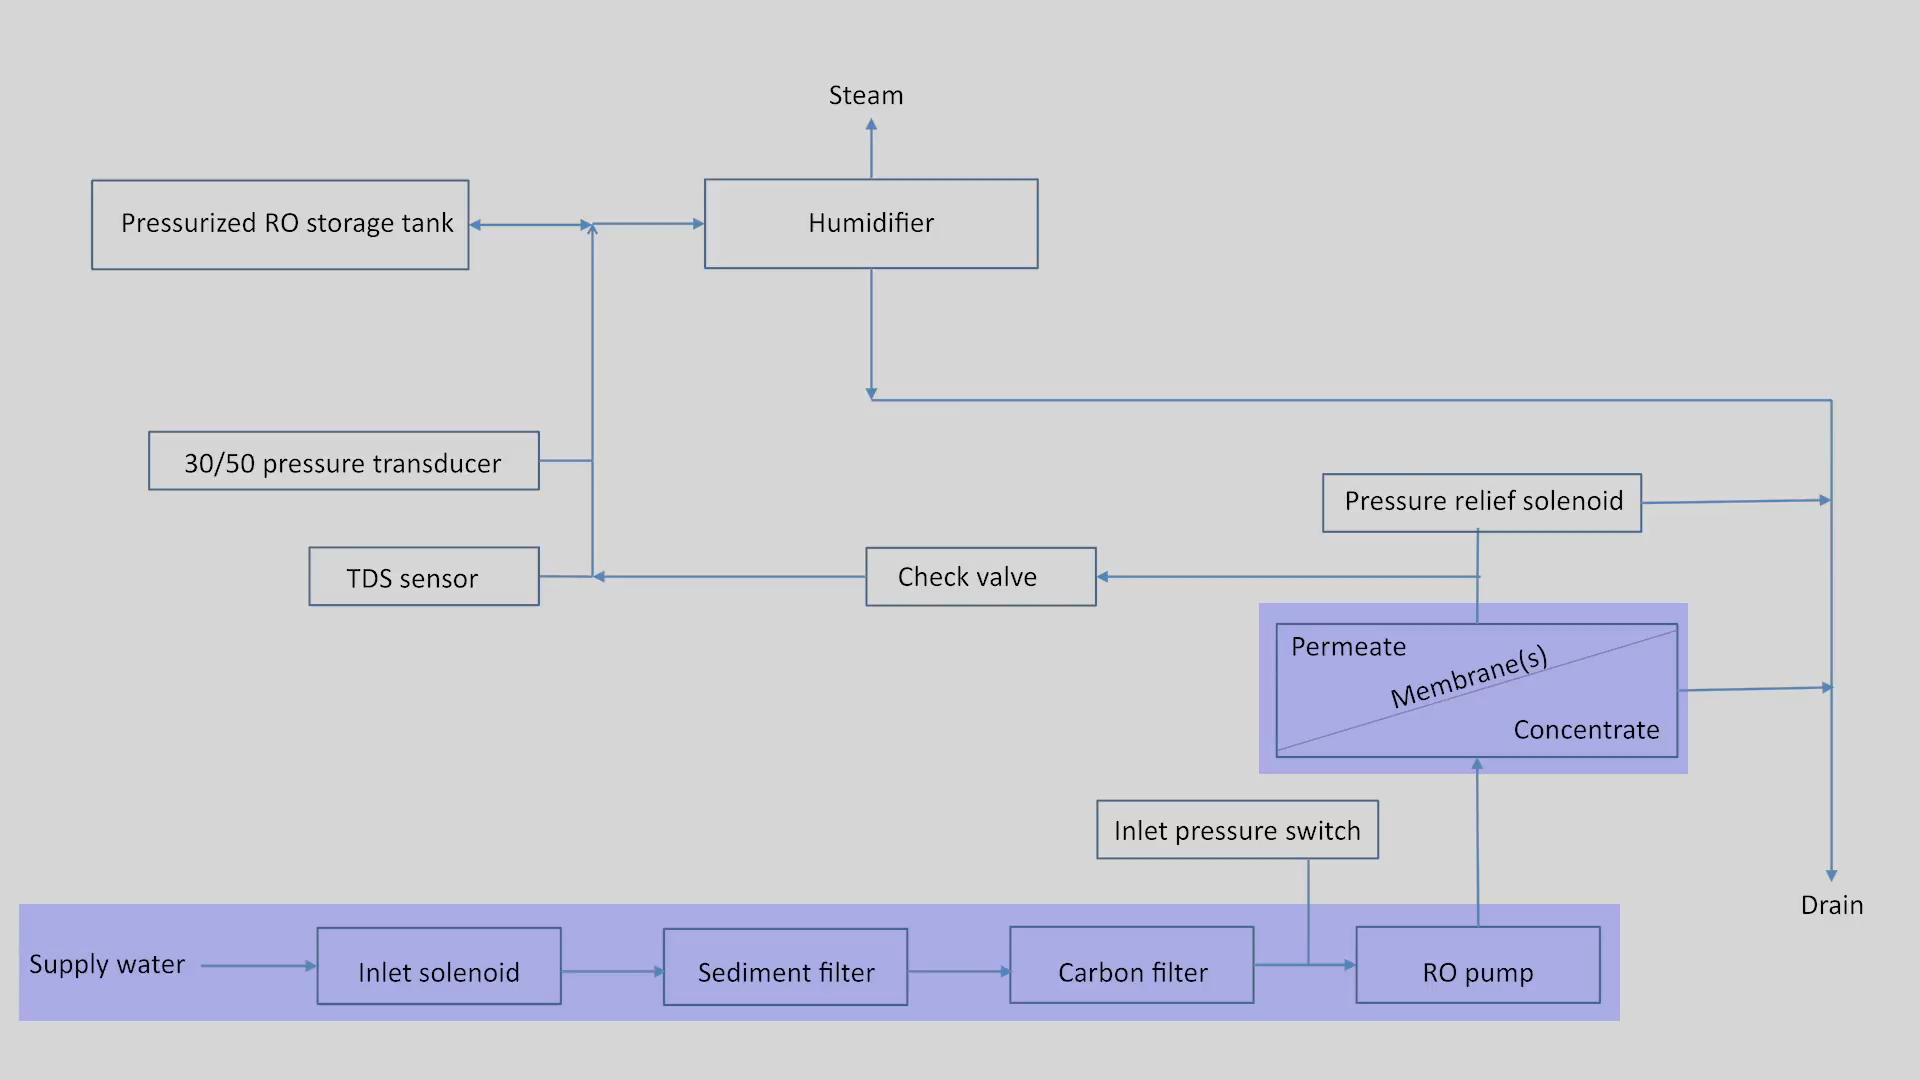 Steam
Pressurized RO storage tank
Humidifier
30/50 pressure transducer
Pressure relief solenoid
TDS sensor
Check valve
Permeate
Membrane(s)
Concentrate
Inlet pressure switch
Drain
Supply water
Inlet solenoid
Sediment filter
Carbon filter
RO pump